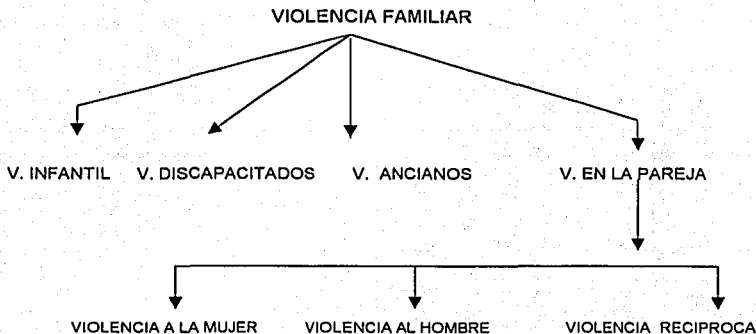 VIOLENCIA FAMILIAR
V. INFANTIL V. DISCAPACITADOS V. ANCIANOS V. EN LA PAREJA
VIOLENCIA A LA MUJER VIOLENCIA AL HOMBRE VIOLENCIA RECIPROCA